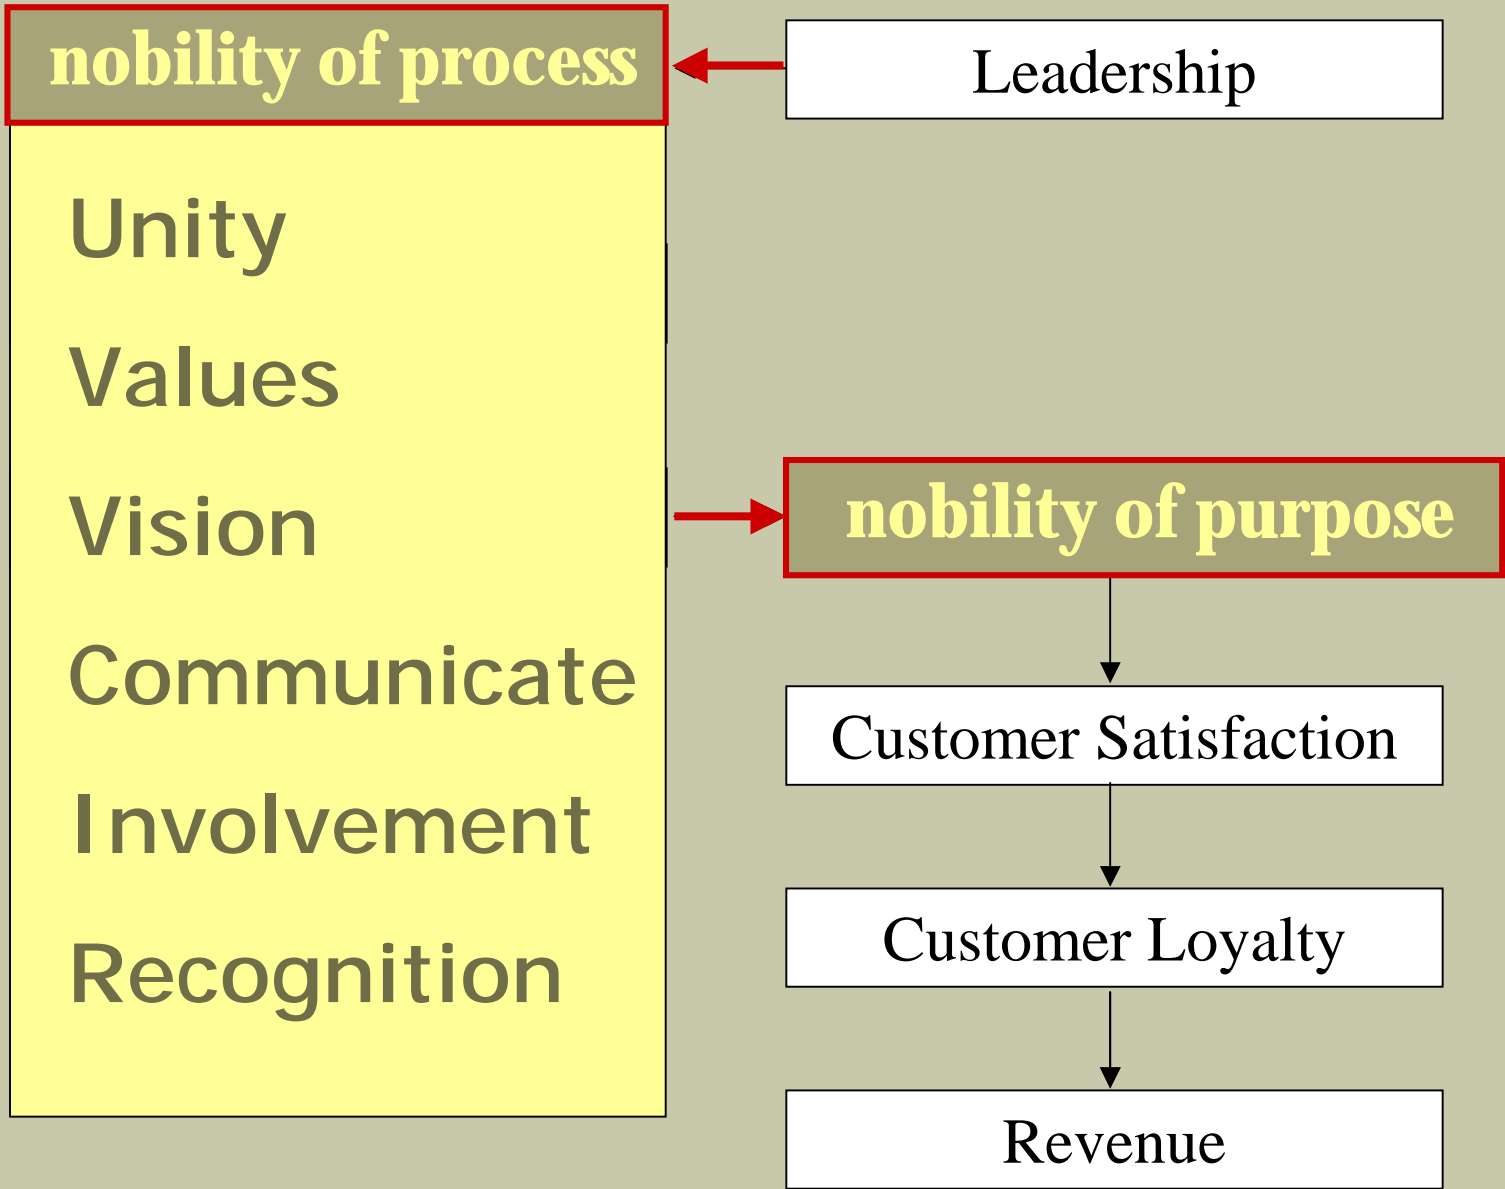 nobility of process
Leadership
Unity
Values
Vision
Communicate
Involvement
Recognition
nobility of purpose
Customer Satisfaction
Customer Loyalty
Revenue